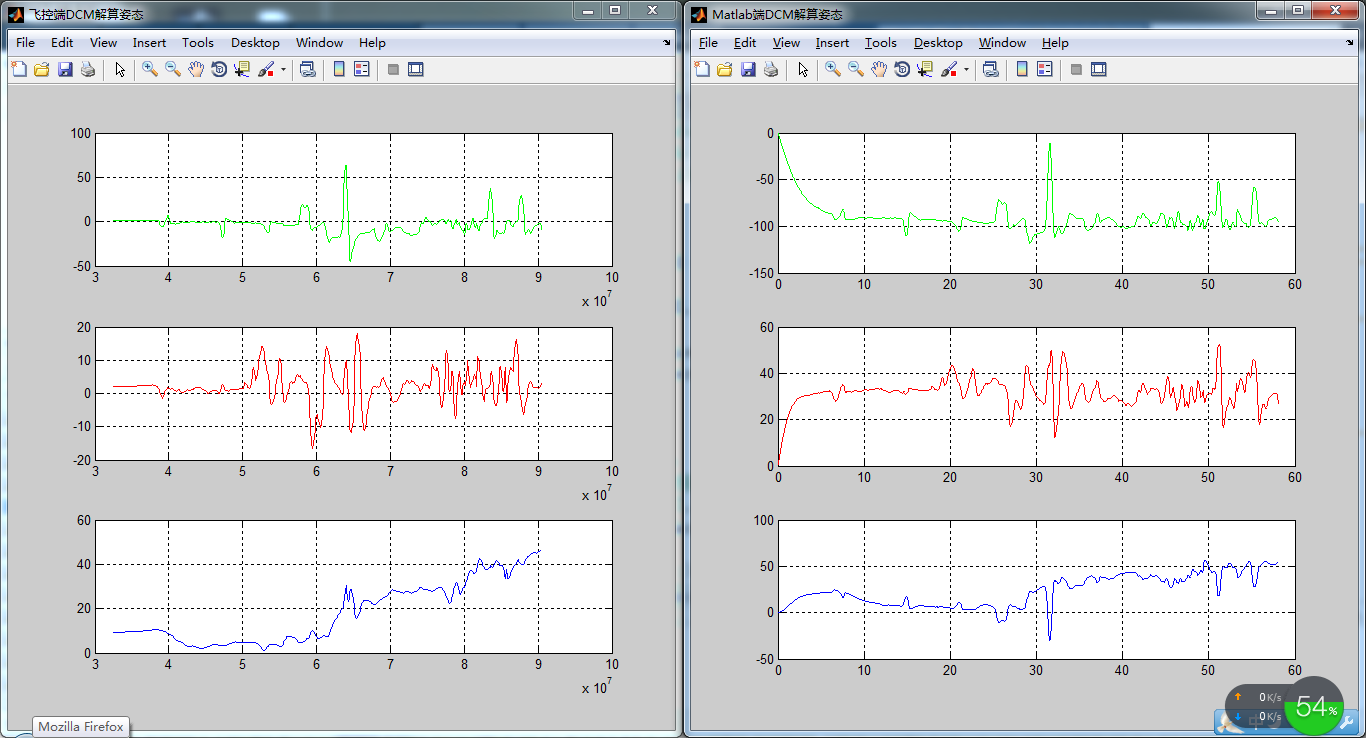 飞控端DCM解算姿态
File Edit View Insert Tools Desktop Window Help
100
50
0
-50
3 4 5 6 7 8 9 10
x 10^7
20
10
0
-10
-20
3 4 5 6 7 8 9 10
x 10^7
60
40
20
0
3 4 5 6 7 8 9 10
x 10^7
Mozilla Firefox
Matlab端DCM解算姿态
File Edit View Insert Tools Desktop Window Help
0
-50
-100
-150
0 10 20 30 40 50 60
60
40
20
0
0 10 20 30 40 50 60
100
50
0
-50
0 10 20 30 40 50 60
0K/s
0K/s
54%
中